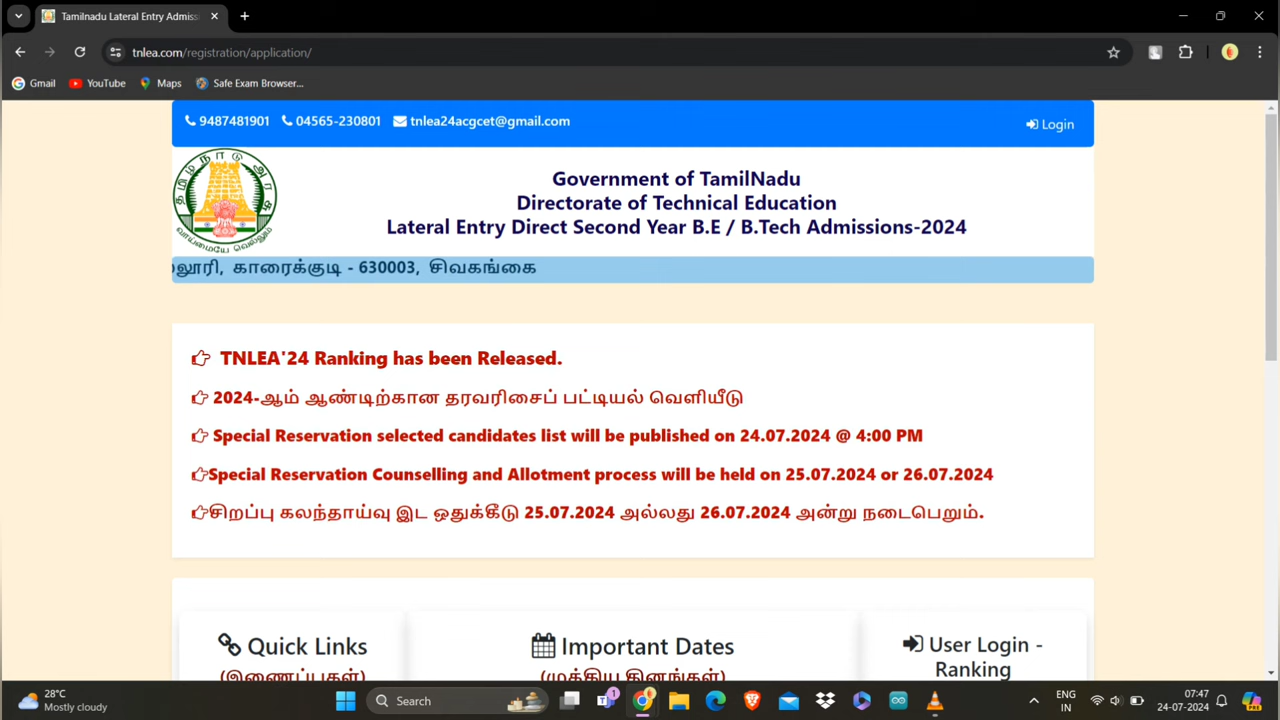 Tamilnadu Lateral Entry Admiss
tnlea.com/registration/application/
Gmail
YouTube
Maps
Safe Exam Browser...
9487481901 04565-230801 tnlea24acgcet@gmail.com
Login
தமிழ்நாடு அரசு
வாய்மையே வெல்லும்
Government of TamilNadu
Directorate of Technical Education
Lateral Entry Direct Second Year B.E / B.Tech Admissions-2024
லூரி, காரைக்குடி - 630003, சிவகங்கை
TNLEA'24 Ranking has been Released.
2024-ஆம் ஆண்டிற்கான தரவரிசைப் பட்டியல் வெளியீடு
Special Reservation selected candidates list will be published on 24.07.2024 @ 4:00 PM
Special Reservation Counselling and Allotment process will be held on 25.07.2024 or 26.07.2024
சிறப்பு கலந்தாய்வு இட ஒதுக்கீடு 25.07.2024 அல்லது 26.07.2024 அன்று நடைபெறும்.
Quick Links
(இணைப்புகள்)
Important Dates
(முக்கிய தினங்கள்)
User Login -
Ranking
28°C
Mostly cloudy
Search
1
ENG
IN
07:47
24-07-2024